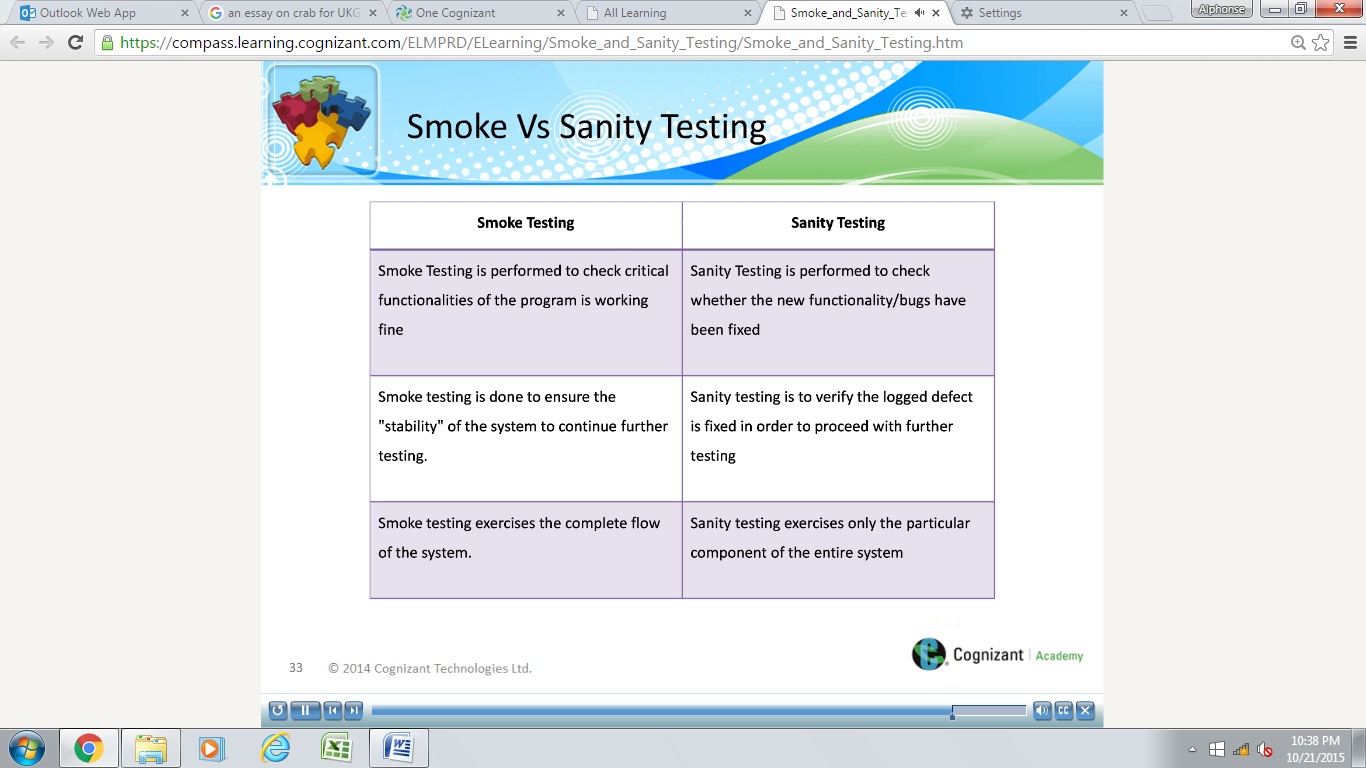 Outlook Web App
an essay on crab for UKG
One Cognizant
All Learning
Smoke_and_Sanity_Te
Settings
Alphonse
https://compass.learning.cognizant.com/ELMPRD/ELearning/Smoke_and_Sanity_Testing/Smoke_and_Sanity_Testing.htm
Smoke Vs Sanity Testing
Smoke Testing
Sanity Testing
Smoke Testing is performed to check critical
functionalities of the program is working
fine
Sanity Testing is performed to check
whether the new functionality/bugs have
been fixed
Smoke testing is done to ensure the
"stability" of the system to continue further
testing.
Sanity testing is to verify the logged defect
is fixed in order to proceed with further
testing
Smoke testing exercises the complete flow
of the system.
Sanity testing exercises only the particular
component of the entire system
33
© 2014 Cognizant Technologies Ltd.
Cognizant | Academy
CC
10:38 PM
10/21/2015